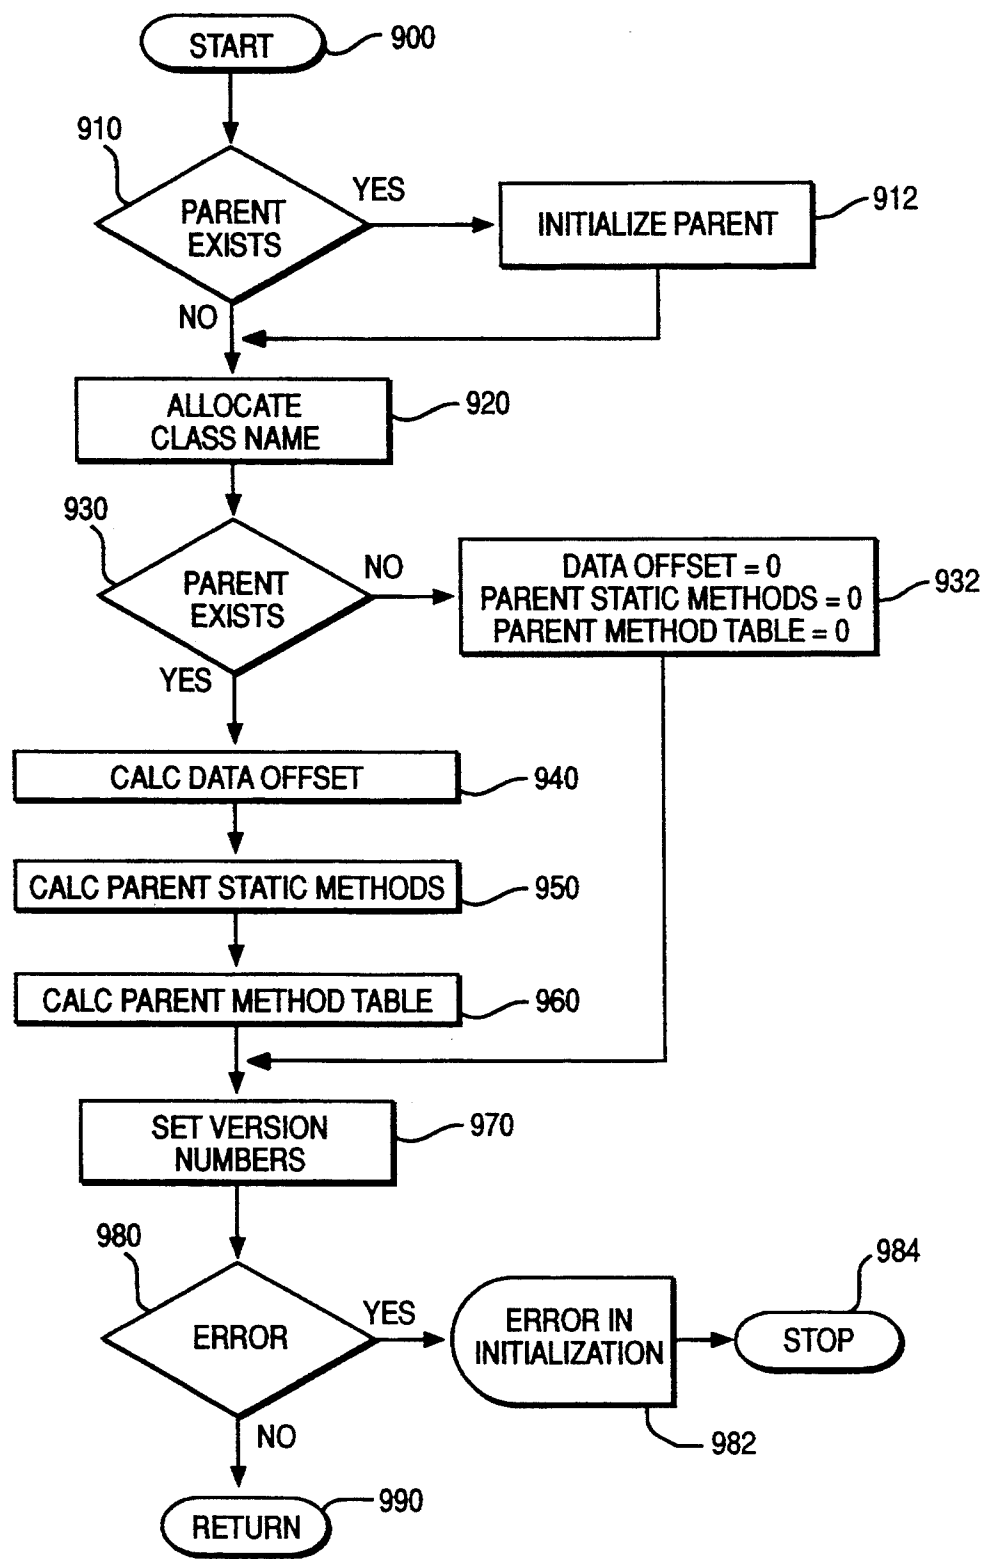 START
900
910
PARENT
EXISTS
YES
INITIALIZE PARENT
912
NO
ALLOCATE
CLASS NAME
920
930
PARENT
EXISTS
NO
DATA OFFSET = 0
PARENT STATIC METHODS = 0
PARENT METHOD TABLE = 0
932
YES
CALC DATA OFFSET
940
CALC PARENT STATIC METHODS
950
CALC PARENT METHOD TABLE
960
SET VERSION
NUMBERS
970
980
ERROR
YES
ERROR IN
INITIALIZATION
982
STOP
984
NO
RETURN
990